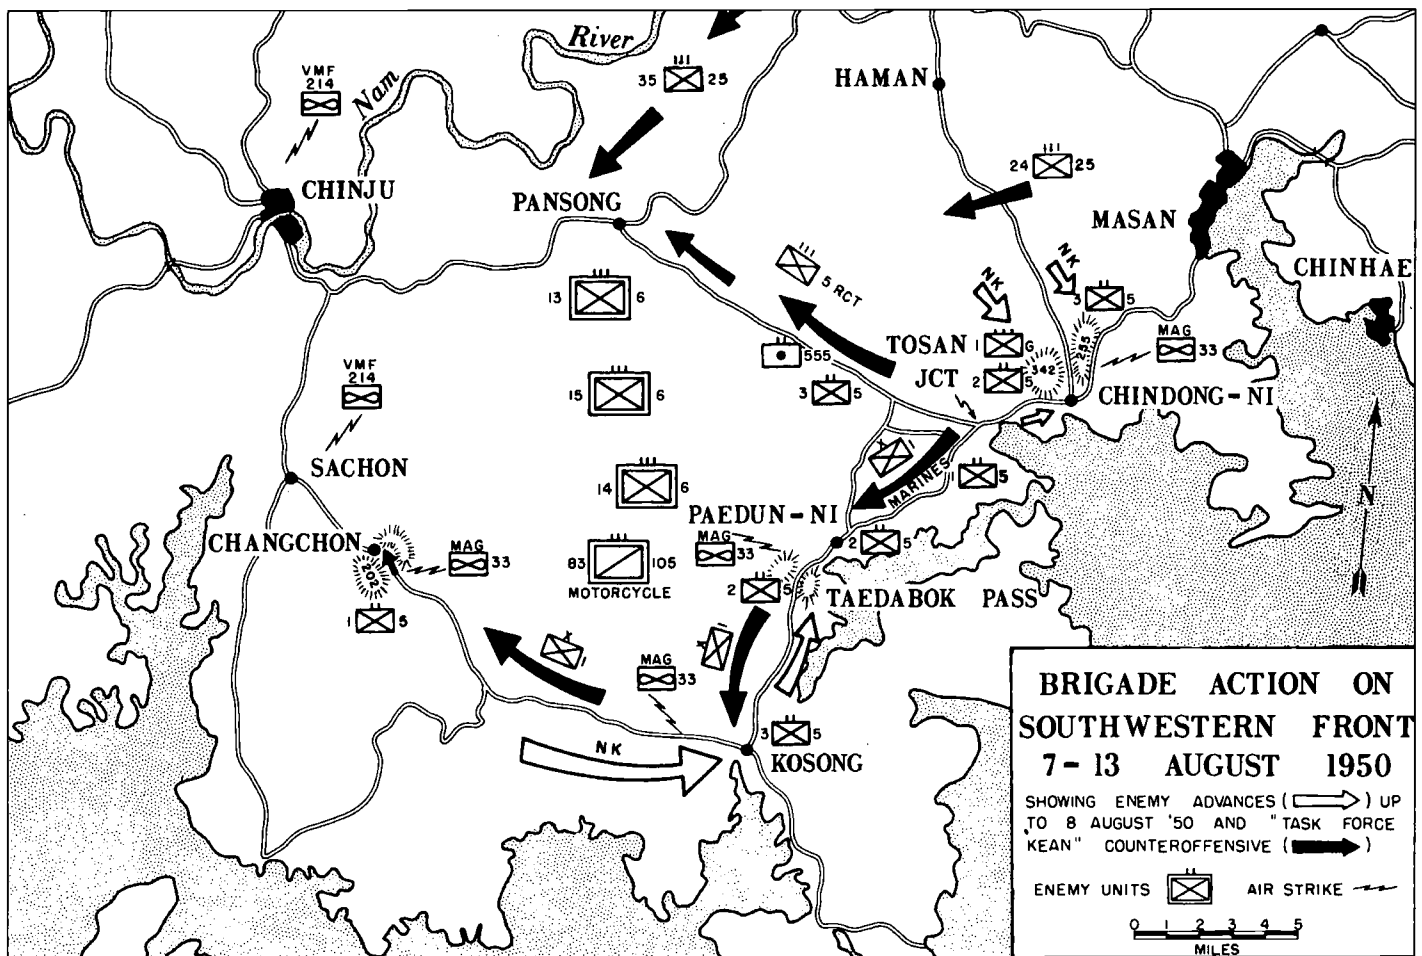 River
Nam
VMF
214
35 25
HAMAN
24 25
CHINJU
PANSONG
MASAN
CHINHAE
NK
NK
3 5
5 RCT
13 6
MAG
33
TOSAN
JCT
1 G
2 5
342
255
555
3 5
CHINDONG-NI
VMF
214
15 6
SACHON
1
MARINES
1 5
N
14 6
PAEDUN-NI
2 5
CHANGCHON
MAG
33
MAG
33
83 105
MOTORCYCLE
202
2 5
TAEDABOK PASS
1 5
1
1
MAG
33
NK
3 5
KOSONG
BRIGADE ACTION ON
SOUTHWESTERN FRONT
7-13 AUGUST 1950
SHOWING ENEMY ADVANCES ( ) UP
TO 8 AUGUST '50 AND "TASK FORCE
KEAN" COUNTEROFFENSIVE ( )
ENEMY UNITS AIR STRIKE
0 1 2 3 4 5
MILES